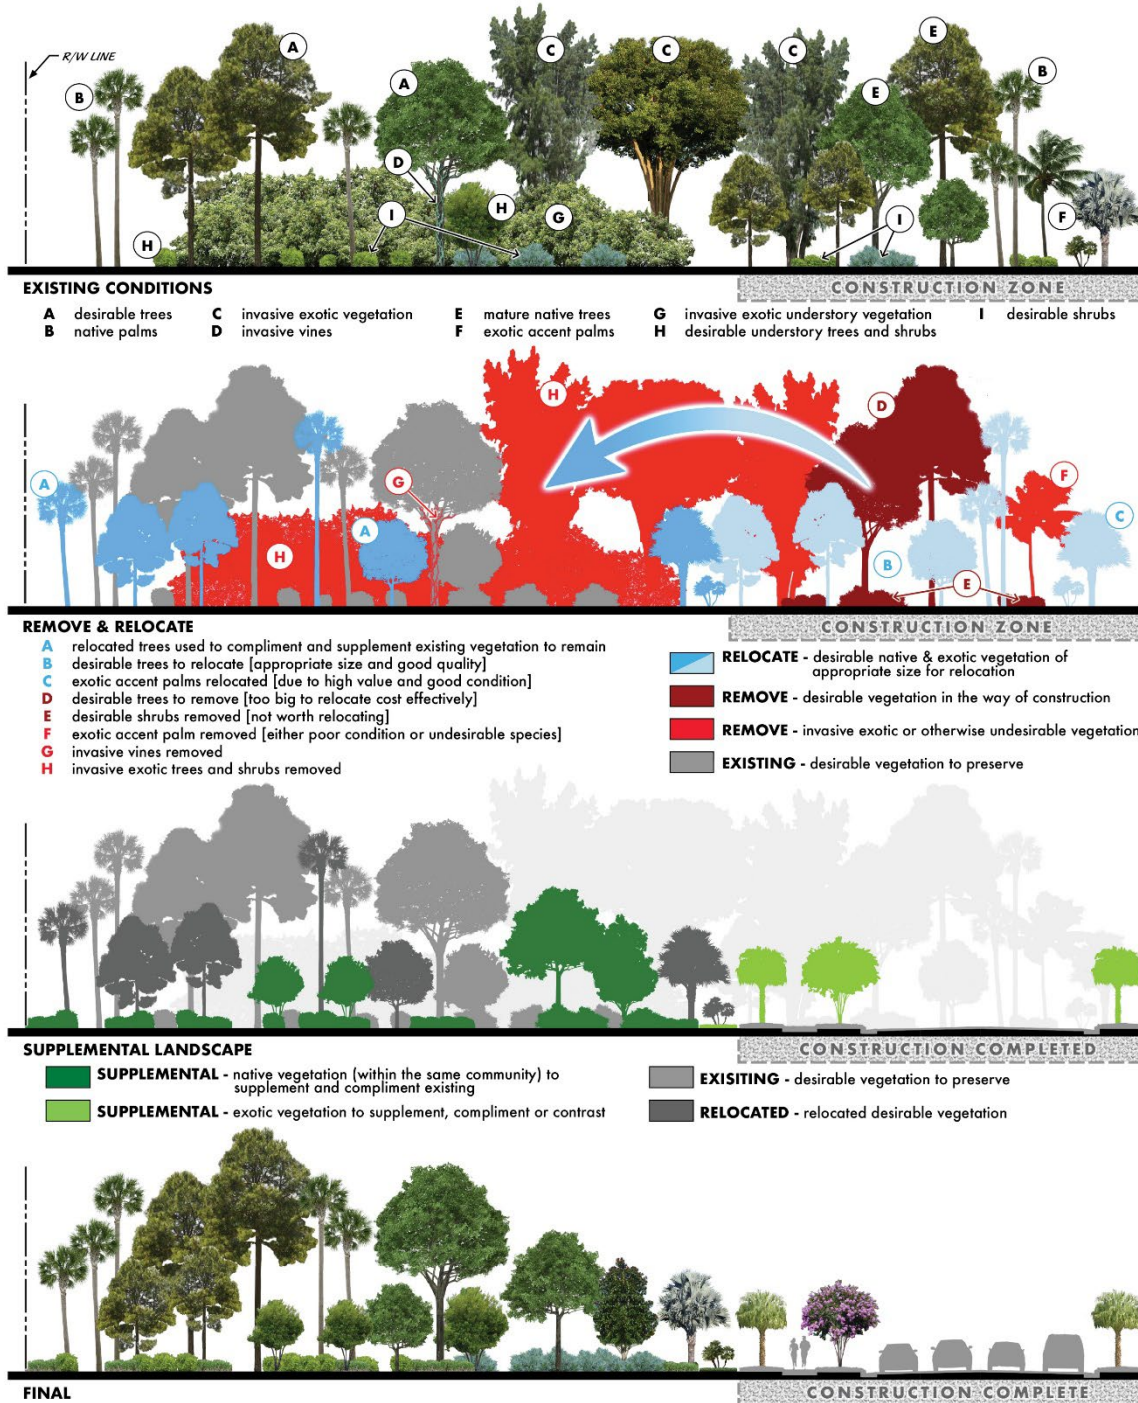 R/W LINE
A
C
C
C
E
B
A
E
B
D
H
I
G
I
F
H
EXISTING CONDITIONS
CONSTRUCTION ZONE
A desirable trees
B native palms
C invasive exotic vegetation
D invasive vines
E mature native trees
F exotic accent palms
G invasive exotic understory vegetation
H desirable understory trees and shrubs
I desirable shrubs
H
D
A
G
F
C
A
H
B
E
REMOVE & RELOCATE
CONSTRUCTION ZONE
A relocated trees used to compliment and supplement existing vegetation to remain
B desirable trees to relocate [appropriate size and good quality]
C exotic accent palms relocated [due to high value and good condition]
D desirable trees to remove [too big to relocate cost effectively]
E desirable shrubs removed [not worth relocating]
F exotic accent palm removed [either poor condition or undesirable species]
G invasive vines removed
H invasive exotic trees and shrubs removed
RELOCATE - desirable native & exotic vegetation of
appropriate size for relocation
REMOVE - desirable vegetation in the way of construction
REMOVE - invasive exotic or otherwise undesirable vegetation
EXISTING - desirable vegetation to preserve
SUPPLEMENTAL LANDSCAPE
CONSTRUCTION COMPLETED
SUPPLEMENTAL - native vegetation (within the same community) to
supplement and compliment existing
SUPPLEMENTAL - exotic vegetation to supplement, compliment or contrast
EXISITING - desirable vegetation to preserve
RELOCATED - relocated desirable vegetation
FINAL
CONSTRUCTION COMPLETE